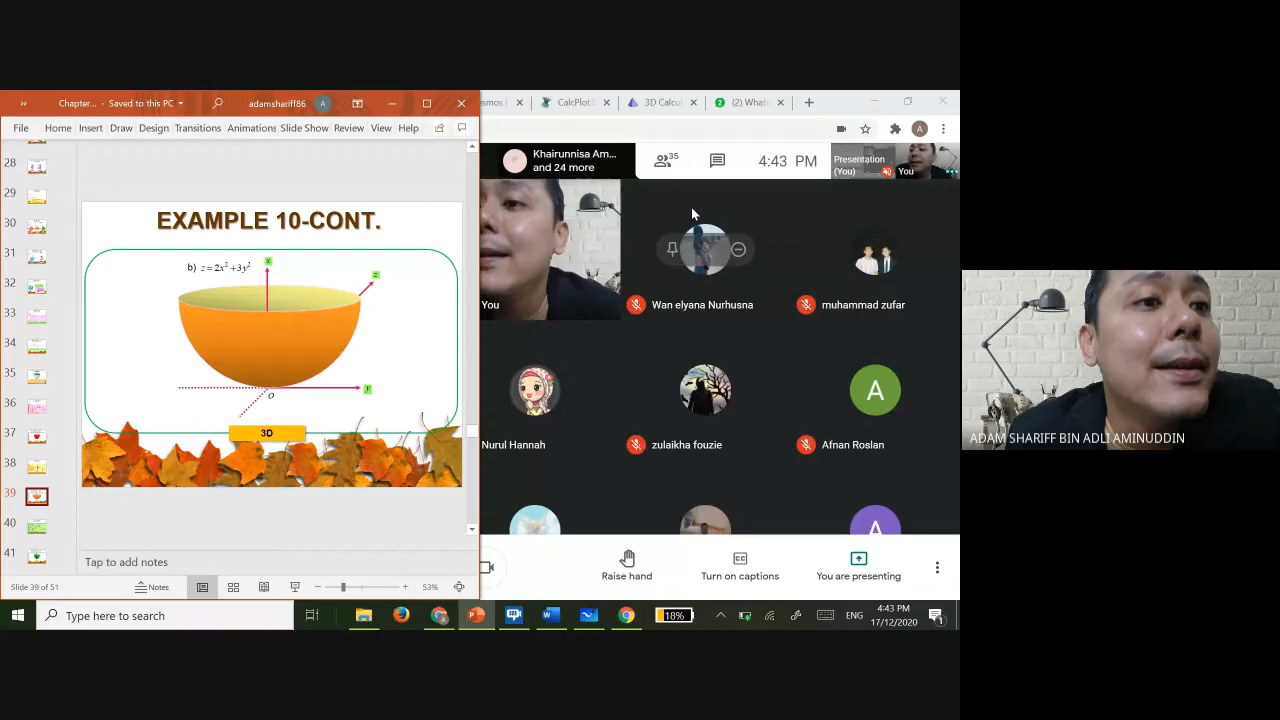 Chapter... - Saved to this PC
adamshariff86
A
File Home Insert Draw Design Transitions Animations Slide Show Review View Help
28
29
30
31
32
33
34
35
36
37
38
39
40
41
EXAMPLE 10-CONT.
b) z = 2x² + 3y²
y
O
3D
Tap to add notes
Slide 39 of 51
Notes
53%
esmos
CalcPlot3
3D Calcul
(2) Whats
A
Khairunnisa Am...
and 24 more
35
4:43 PM
Presentation
(You)
You
You
Wan elyana Nurhusna
muhammad zufar
A
Nurul Hannah
zulaikha fouzie
Afnan Roslan
A
Raise hand
Turn on captions
You are presenting
Type here to search
18%
ENG
4:43 PM
17/12/2020
ADAM SHARIFF BIN ADLI AMINUDDIN